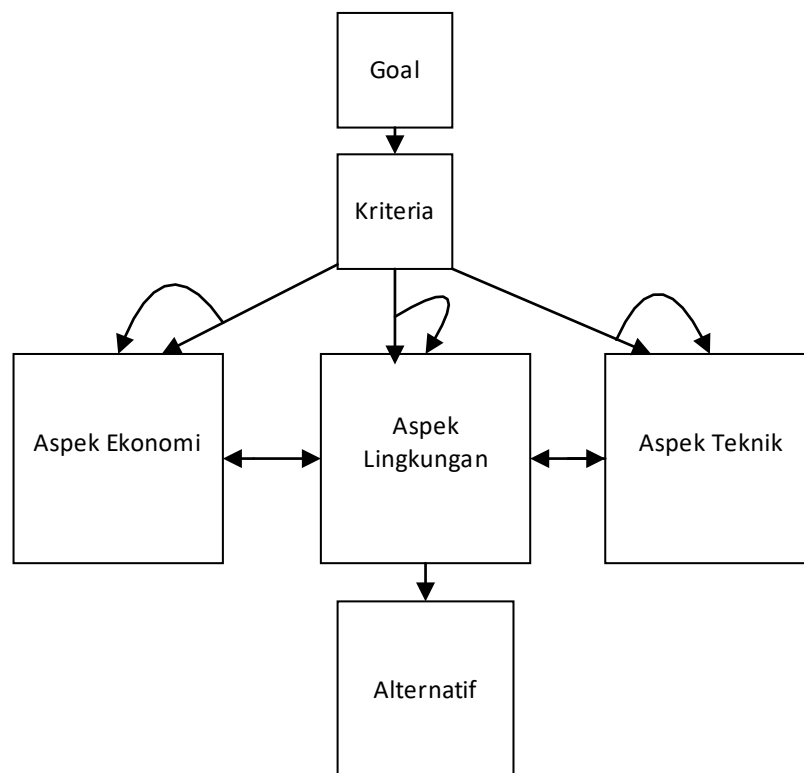 Goal
Kriteria
Aspek Ekonomi
Aspek
Lingkungan
Aspek Teknik
Alternatif